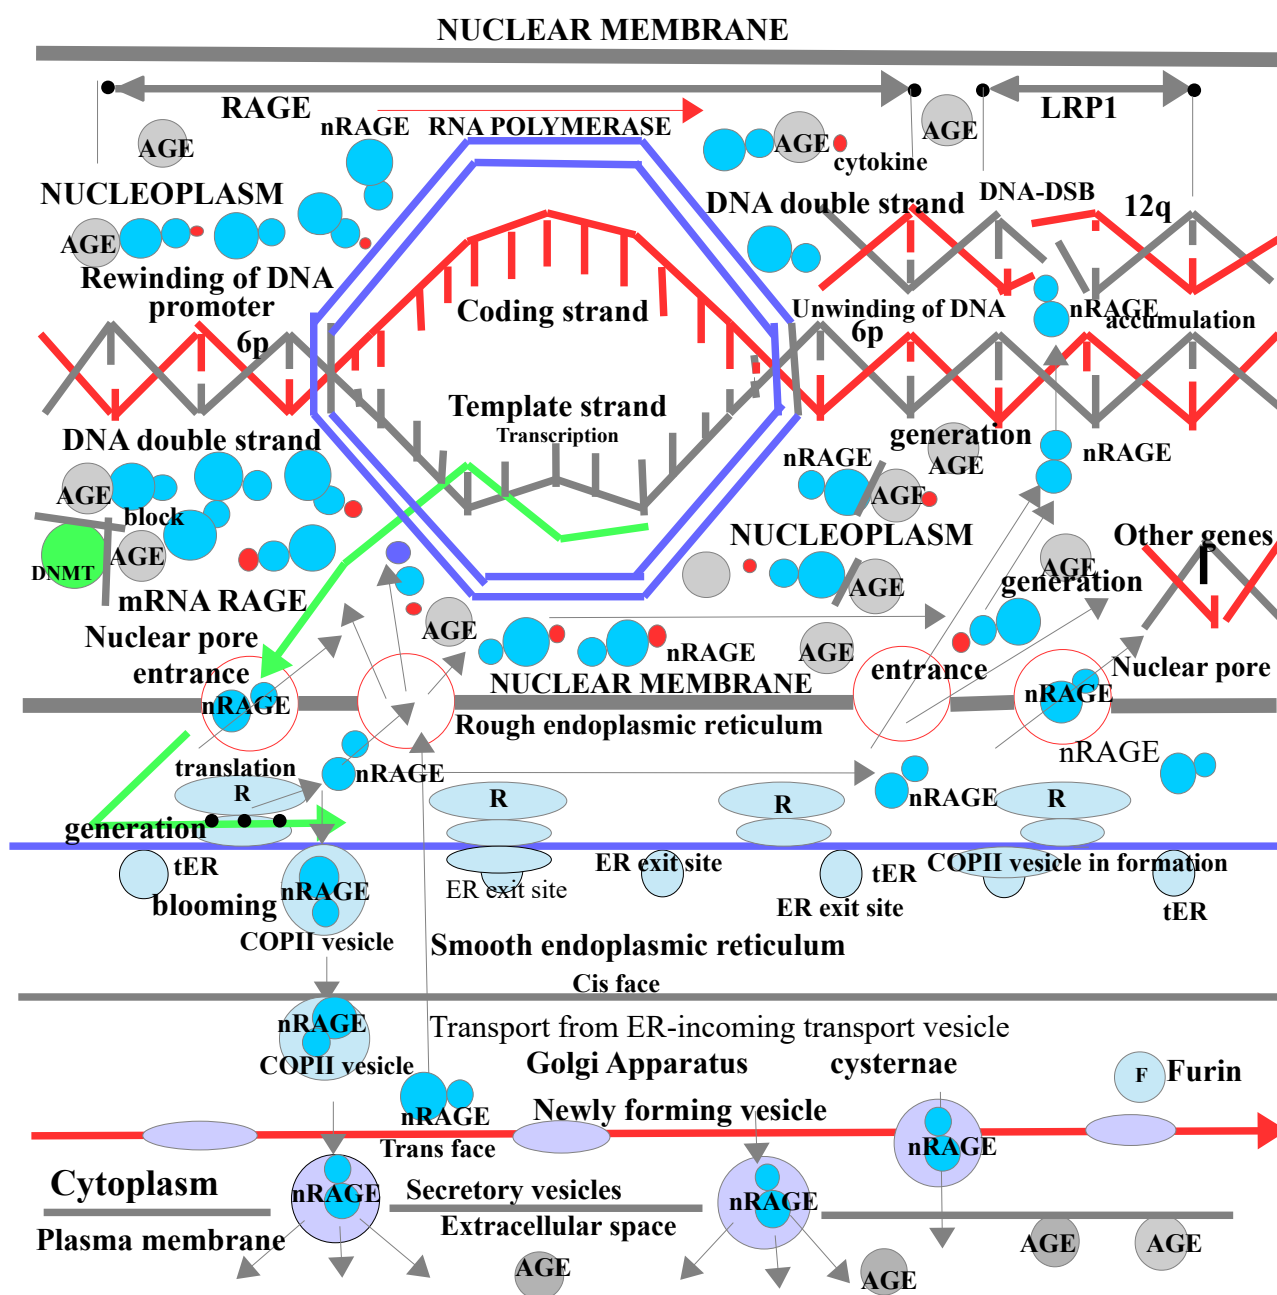 NUCLEAR MEMBRANE
RAGE
LRP1
nRAGE
RNA POLYMERASE
AGE
AGE
AGE
cytokine
NUCLEOPLASM
DNA double strand
DNA-DSB
12q
AGE
Rewinding of DNA
promoter
6p
Coding strand
Unwinding of DNA
6p
nRAGE
accumulation
Template strand
Transcription
DNA double strand
generation
nRAGE
AGE
nRAGE
AGE
AGE
block
NUCLEOPLASM
Other genes
DNMT
AGE
AGE
AGE
generation
mRNA RAGE
AGE
Nuclear pore
entrance
nRAGE
AGE
entrance
Nuclear pore
NUCLEAR MEMBRANE
nRAGE
nRAGE
Rough endoplasmic reticulum
nRAGE
translation
nRAGE
nRAGE
R
R
R
R
generation
tER
ER exit site
COPII vesicle in formation
nRAGE
ER exit site
tER
blooming
ER exit site
tER
COPII vesicle
Smooth endoplasmic reticulum
Cis face
nRAGE
Transport from ER-incoming transport vesicle
COPII vesicle
Golgi Apparatus
cysternae
F
Furin
nRAGE
Newly forming vesicle
Trans face
nRAGE
Cytoplasm
nRAGE
Secretory vesicles
nRAGE
Extracellular space
Plasma membrane
AGE
AGE
AGE
AGE